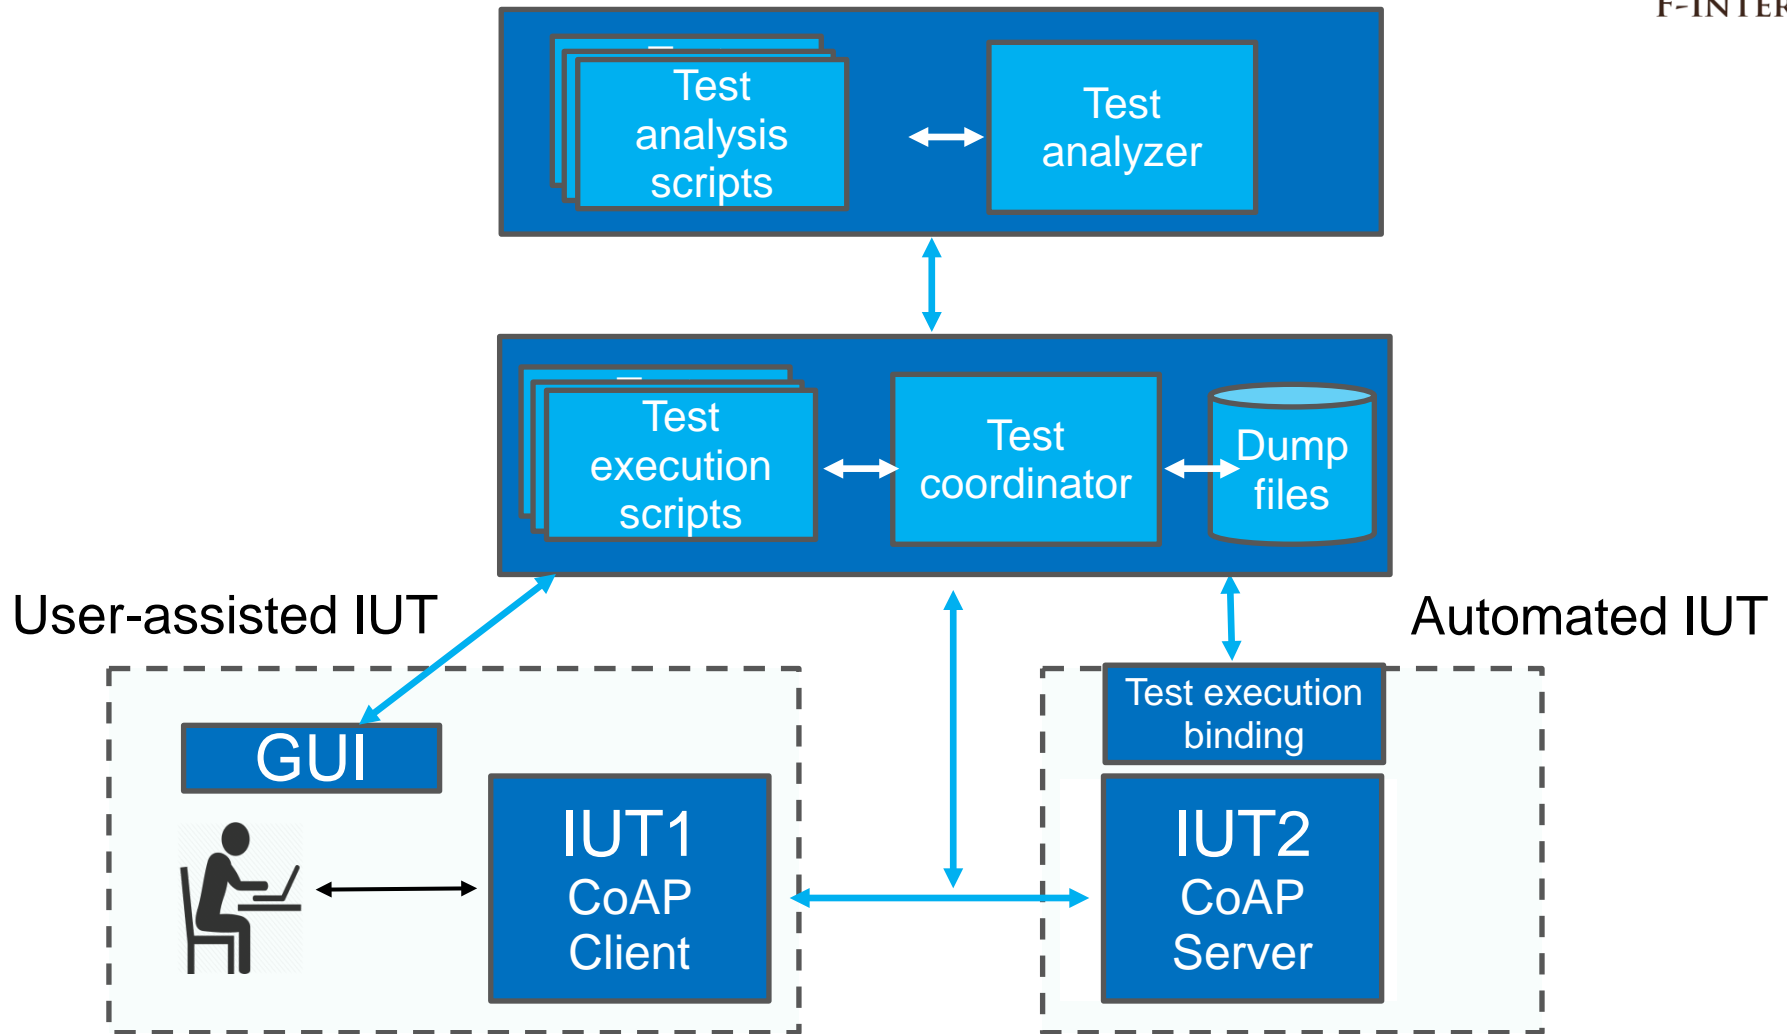 F-INTER
Test
analysis
scripts
Test
analyzer
Test
execution
scripts
Test
coordinator
Dump
files
User-assisted IUT
Automated IUT
GUI
Test execution
binding
IUT1
CoAP
Client
IUT2
CoAP
Server